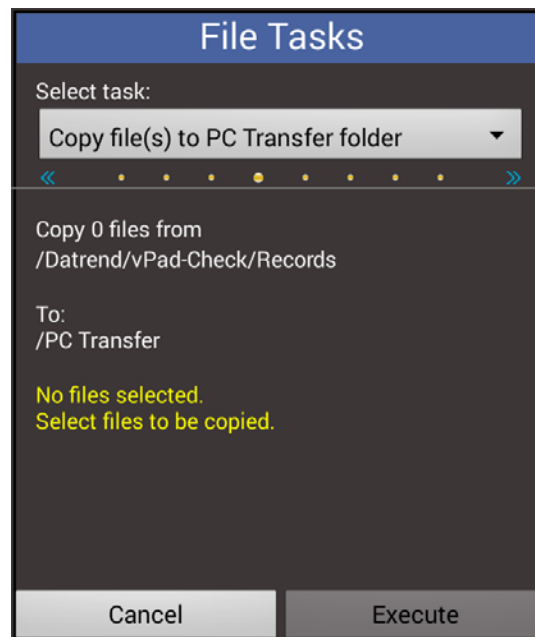 File Tasks
Select task:
Copy file(s) to PC Transfer folder
Copy 0 files from
/Datrend/vPad-Check/Records
To:
/PC Transfer
No files selected.
Select files to be copied.
Cancel
Execute